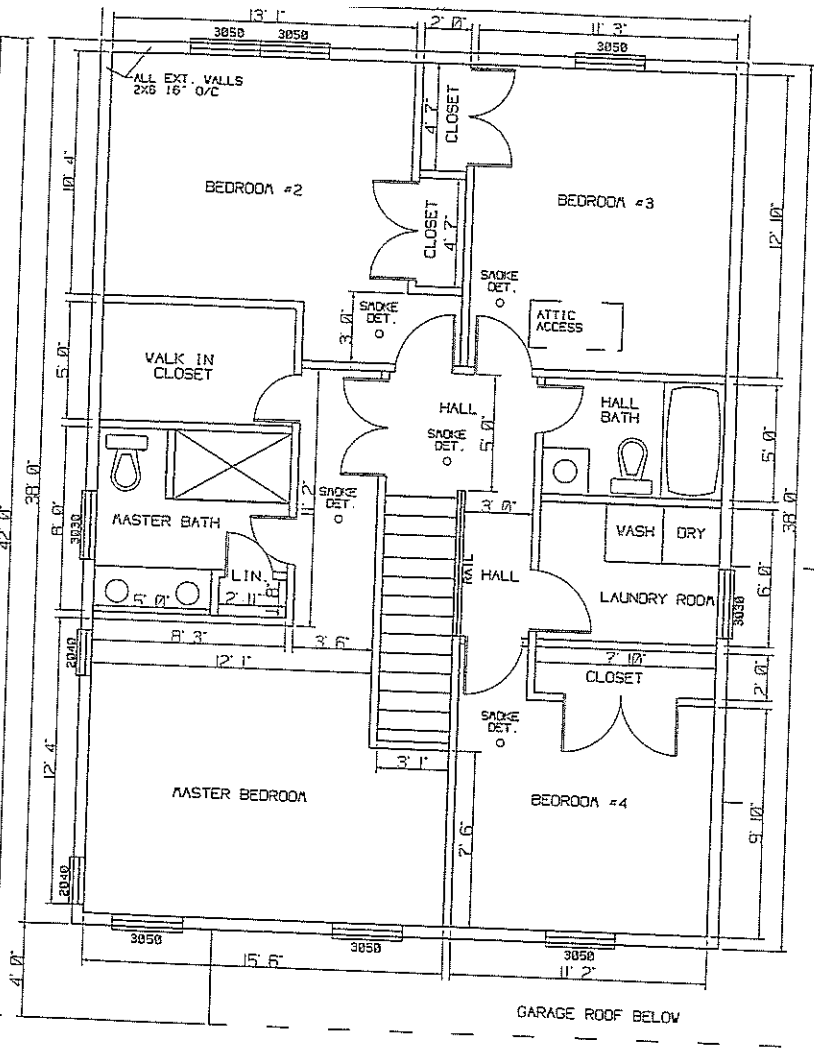 13' 1"
2' 0"
11' 3"
3050
3050
3050
ALL EXT. WALLS
2X6 16" O/C
4' 7"
CLOSET
10' 4"
BEDROOM #2
BEDROOM #3
CLOSET
4' 7"
12' 10"
SMOKE
DET.
SMOKE
DET.
ATTIC
ACCESS
3' 0"
5' 0"
WALK IN
CLOSET
HALL
SMOKE
DET.
5' 0"
HALL
BATH
5' 0"
42' 0"
38' 0"
8' 0"
3030
MASTER BATH
SMOKE
DET.
3' 0"
38' 0"
WASH
DRY
HALL
LIN.
5' 0"
2' 11"
LAUNDRY ROOM
6' 0"
3030
8' 3"
3' 6"
2040
12' 1"
7' 10"
CLOSET
2' 0"
SMOKE
DET.
12' 4"
3' 1"
MASTER BEDROOM
BEDROOM #4
7' 6"
9' 10"
2040
3050
3050
3050
15' 6"
11' 2"
4' 0"
GARAGE ROOF BELOW